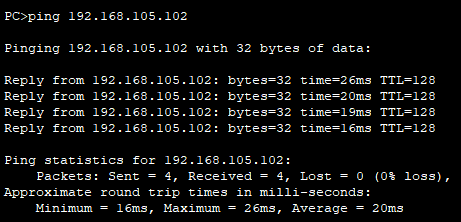 PC>ping 192.168.105.102
Pinging 192.168.105.102 with 32 bytes of data:
Reply from 192.168.105.102: bytes=32 time=26ms TTL=128
Reply from 192.168.105.102: bytes=32 time=20ms TTL=128
Reply from 192.168.105.102: bytes=32 time=19ms TTL=128
Reply from 192.168.105.102: bytes=32 time=16ms TTL=128
Ping statistics for 192.168.105.102:
Packets: Sent = 4, Received = 4, Lost = 0 (0% loss),
Approximate round trip times in milli-seconds:
Minimum = 16ms, Maximum = 26ms, Average = 20ms